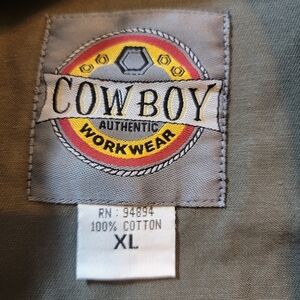 COWBOY
AUTHENTIC
WORKWEAR
RN : 94894
100% COTTON
XL